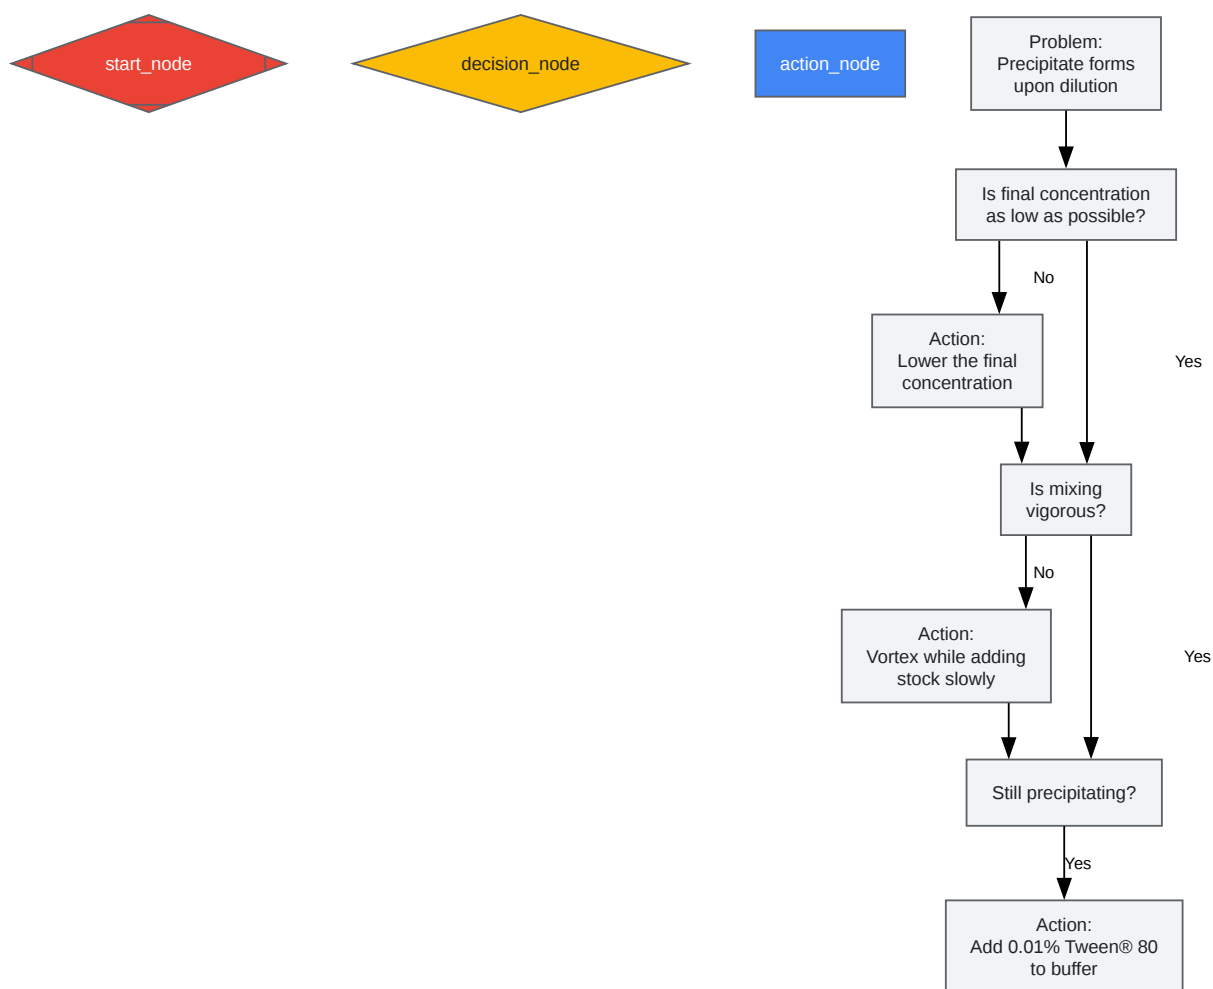 start_node
decision_node
action_node
Problem:
Precipitate forms
upon dilution
Is final concentration
as low as possible?
No
Action:
Lower the final
concentration
Yes
Is mixing
vigorous?
No
Action:
Vortex while adding
stock slowly
Yes
Still precipitating?
Yes
Action:
Add 0.01% Tween® 80
to buffer